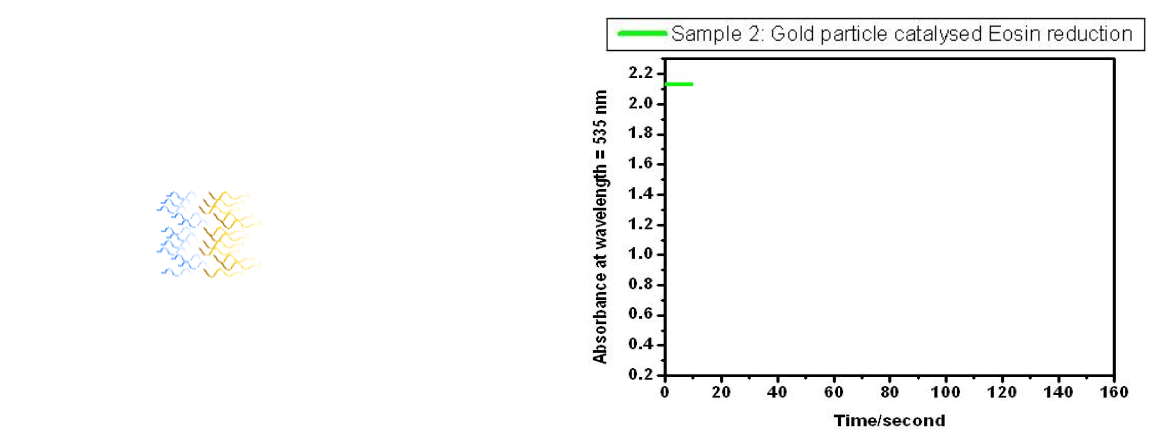 Sample 2: Gold particle catalysed Eosin reduction
2.2
2.0
1.8
1.6
1.4
1.2
1.0
0.8
0.6
0.4
0.2
Absorbance at wavelength = 535 nm
0 20 40 60 80 100 120 140 160
Time/second